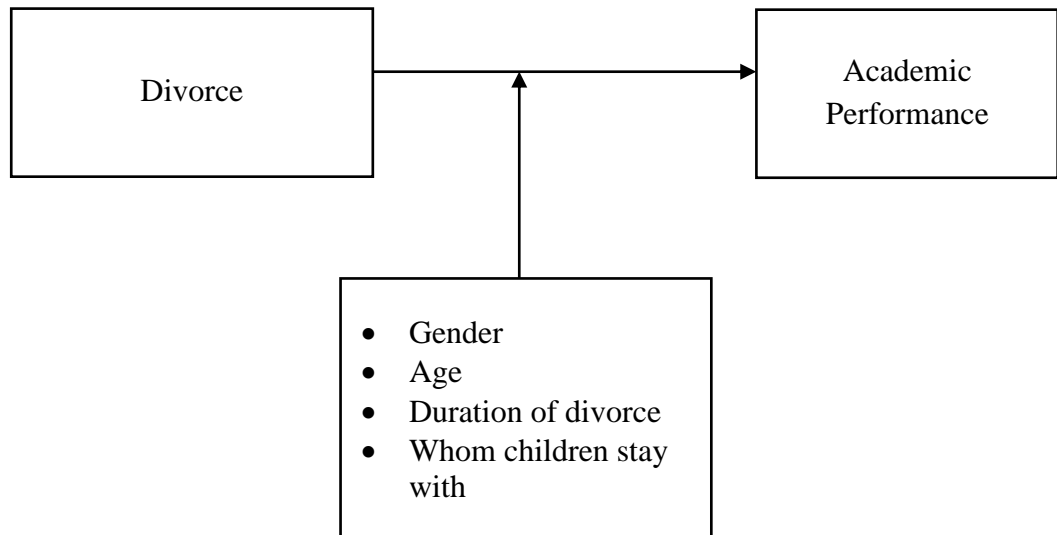 Divorce
Academic
Performance
• Gender
• Age
• Duration of divorce
• Whom children stay
with